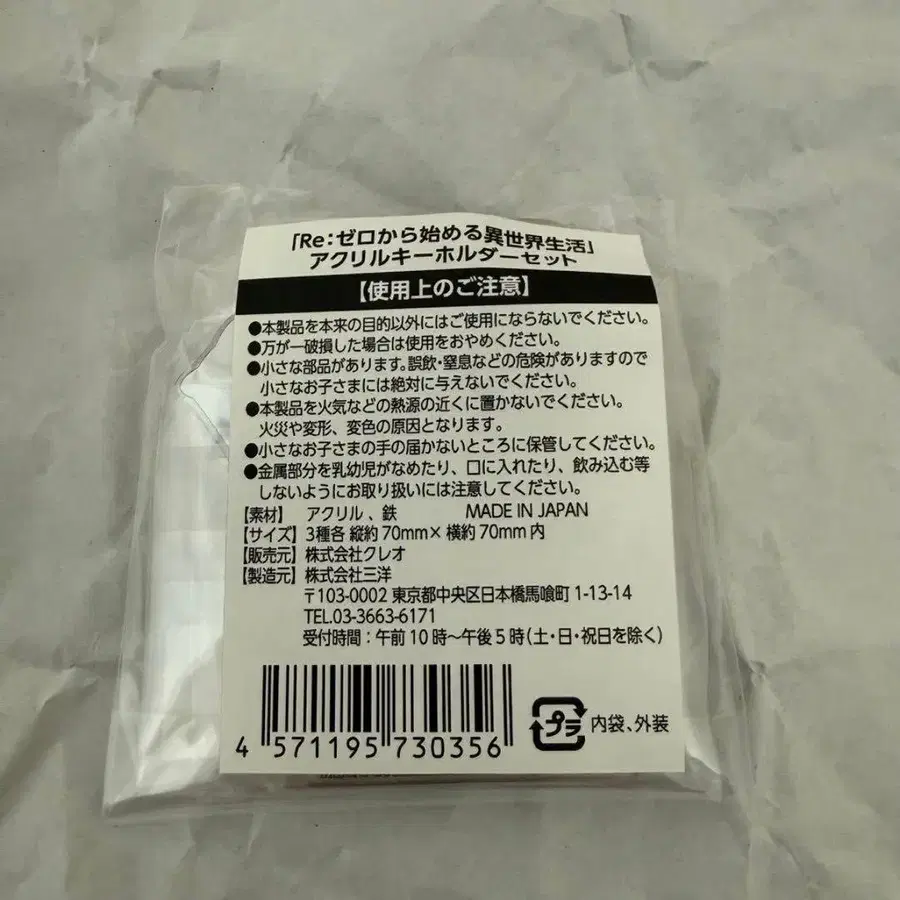 「Re:ゼロから始める異世界生活」
アクリルキーホルダーセット
【使用上のご注意】
●本製品を本来の目的以外にはご使用にならないでください。
●万が一破損した場合は使用をおやめください。
●小さな部品があります。誤飲・窒息などの危険がありますので
小さなお子さまには絶対に与えないでください。
●本製品を火気などの熱源の近くに置かないでください。
火災や変形、変色の原因となります。
●小さなお子さまの手の届かないところに保管してください。
●金属部分を乳幼児がなめたり、口に入れたり、飲み込む等
しないようにお取り扱いには注意してください。
【素材】 アクリル、鉄 MADE IN JAPAN
【サイズ】 3種各 縦約70mm×横約70mm内
【販売元】 株式会社クレオ
【製造元】 株式会社三洋
〒103-0002 東京都中央区日本橋馬喰町1-13-14
TEL.03-3663-6171
受付時間：午前10時～午後5時(土・日・祝日を除く)
4 571195 730356
プラ 内袋、外装